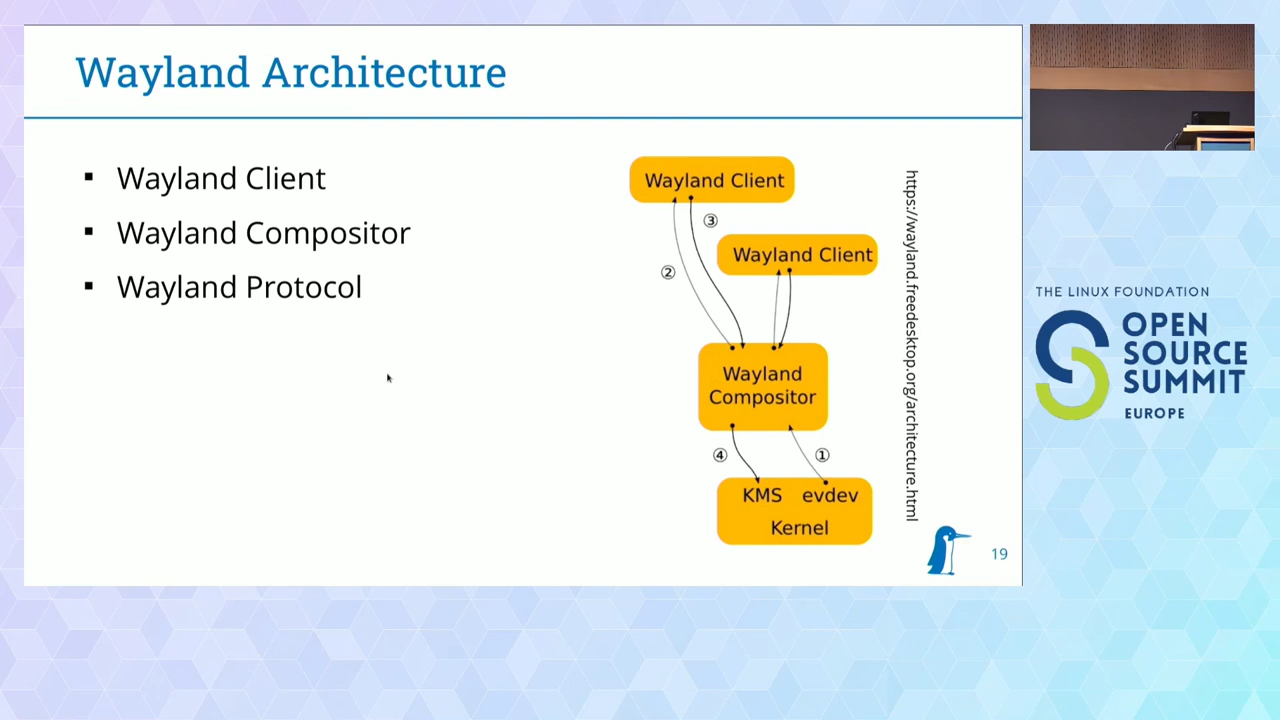 Wayland Architecture
▪ Wayland Client
▪ Wayland Compositor
▪ Wayland Protocol
Wayland Client
③
Wayland Client
②
Wayland
Compositor
④ ①
KMS evdev
Kernel
https://wayland.freedesktop.org/architecture.html
19
THE LINUX FOUNDATION
OPEN
SOURCE
SUMMIT
EUROPE